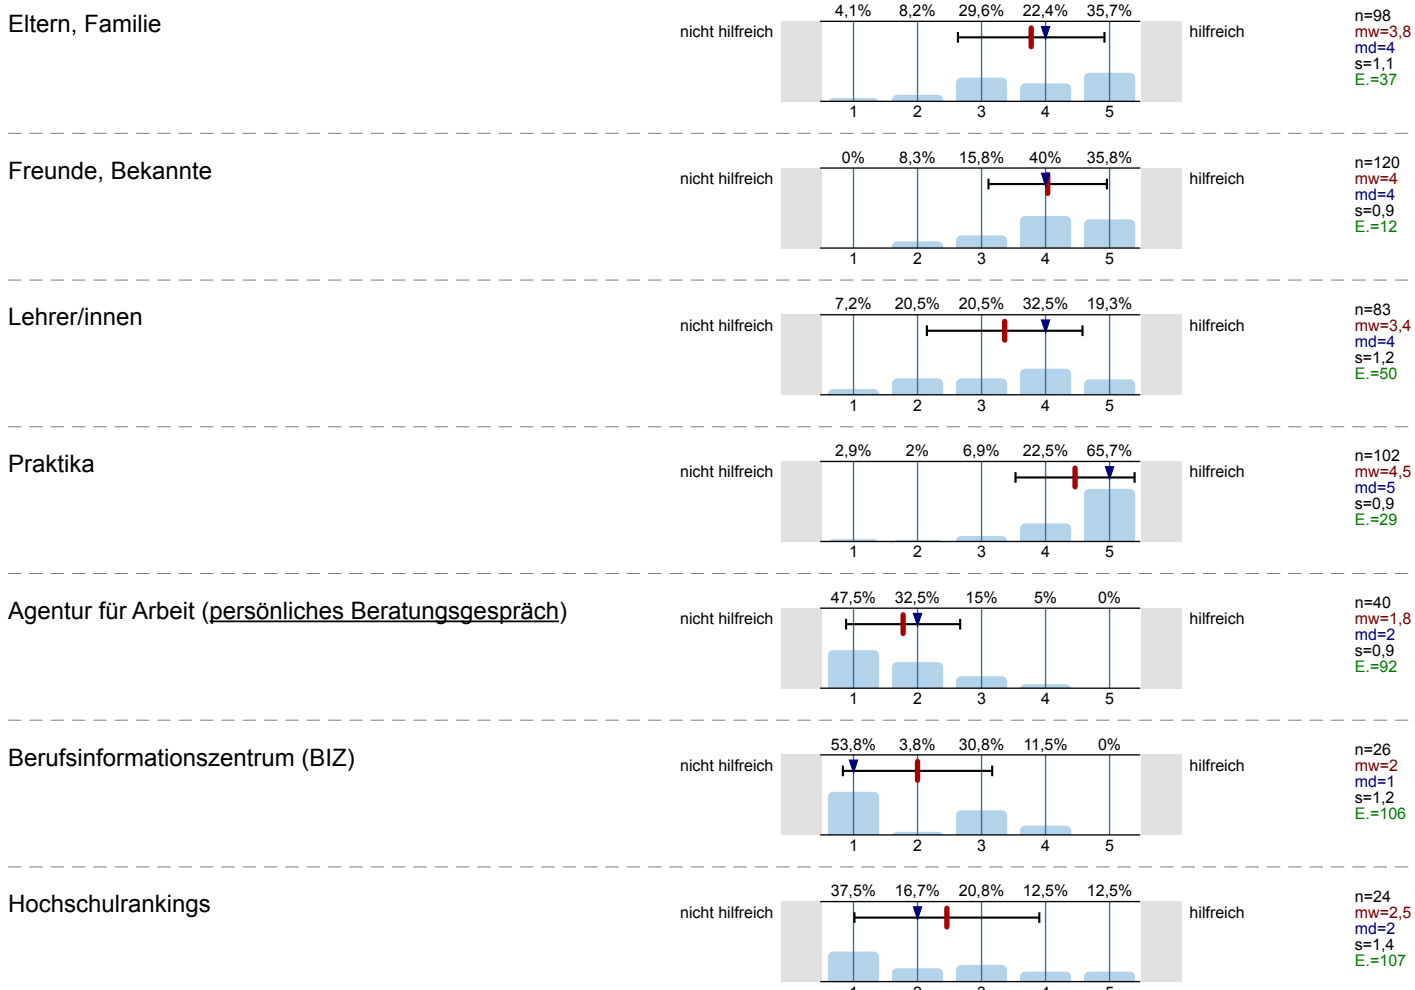 Eltern, Familie
nicht hilfreich
4,1% 8,2% 29,6% 22,4% 35,7%
1 2 3 4 5
hilfreich
n=98
mw=3,8
md=4
s=1,1
E.=37
Freunde, Bekannte
nicht hilfreich
0% 8,3% 15,8% 40% 35,8%
1 2 3 4 5
hilfreich
n=120
mw=4
md=4
s=0,9
E.=12
Lehrer/innen
nicht hilfreich
7,2% 20,5% 20,5% 32,5% 19,3%
1 2 3 4 5
hilfreich
n=83
mw=3,4
md=4
s=1,2
E.=50
Praktika
nicht hilfreich
2,9% 2% 6,9% 22,5% 65,7%
1 2 3 4 5
hilfreich
n=102
mw=4,5
md=5
s=0,9
E.=29
Agentur für Arbeit (persönliches Beratungsgespräch)
nicht hilfreich
47,5% 32,5% 15% 5% 0%
1 2 3 4 5
hilfreich
n=40
mw=1,8
md=2
s=0,9
E.=92
Berufsinformationszentrum (BIZ)
nicht hilfreich
53,8% 3,8% 30,8% 11,5% 0%
1 2 3 4 5
hilfreich
n=26
mw=2
md=1
s=1,2
E.=106
Hochschulrankings
nicht hilfreich
37,5% 16,7% 20,8% 12,5% 12,5%
1 2 3 4 5
hilfreich
n=24
mw=2,5
md=2
s=1,4
E.=107